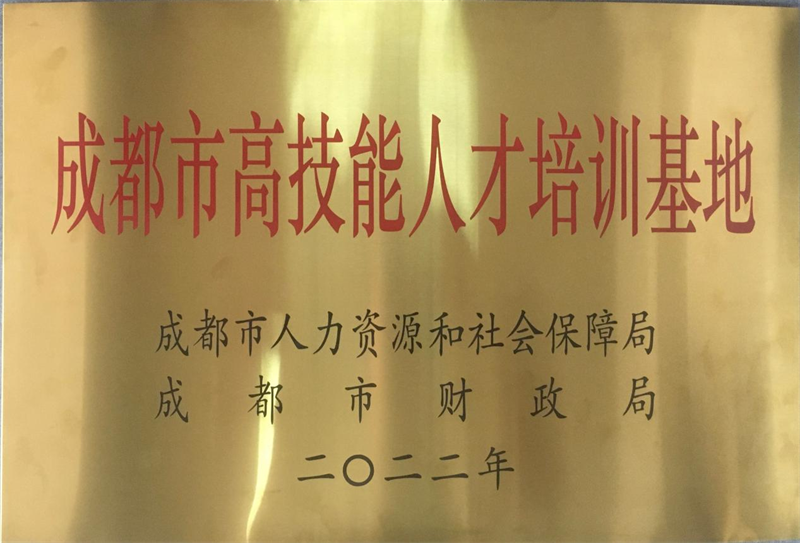 成都市高技能人才培训基地
成都市人力资源和社会保障局
成都市财政局
二〇二二年